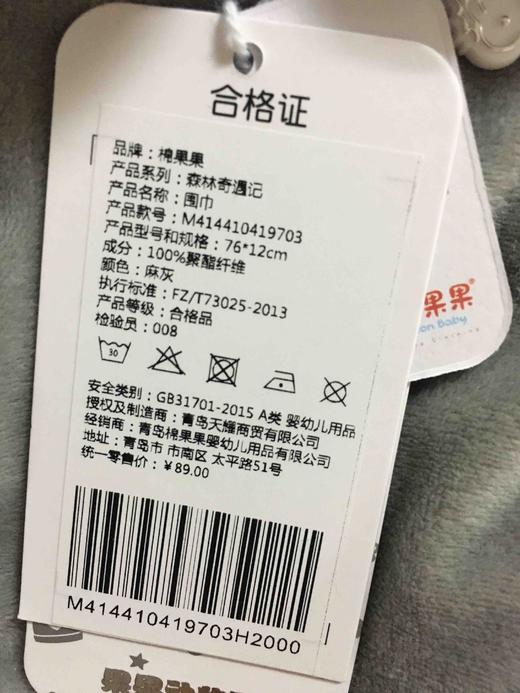 合格证
品牌：棉果果
产品系列：森林奇遇记
产品名称：围巾
产品款号：M414410419703
产品型号和规格：76*12cm
成分：100%聚酯纤维
颜色：麻灰
执行标准：FZ/T73025-2013
产品等级：合格品
检验员：008
30
安全类别：GB31701-2015 A类 婴幼儿用品
授权及制造商：青岛天耀商贸有限公司
经销商：青岛棉果果婴幼儿用品有限公司
地址：青岛市 市南区 太平路51号
统一零售价：￥89.00
M414410419703H2000
果果®
on Baby